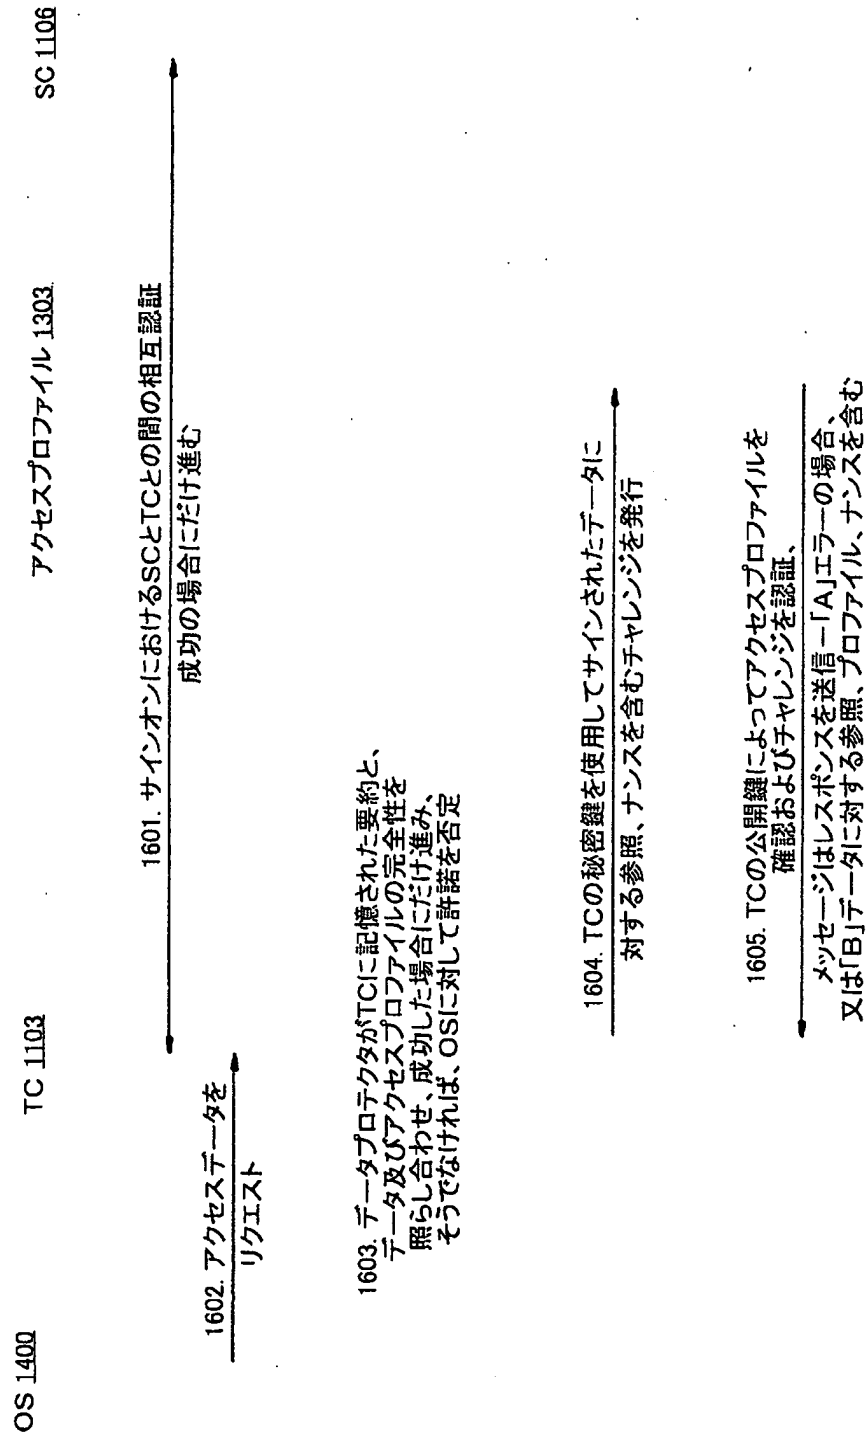 OS 1400
TC 1103
アクセスプロファイル 1303
SC 1106
1601. サインオンにおけるSCとTCとの間の相互認証
成功の場合にだけ進む
1602. アクセスデータを
リクエスト
1603. データプロテクタがTCに記憶された要約と、
データ及びアクセスプロファイルの完全性を
照らし合わせ、成功した場合にだけ進み、
そうでなければ、OSに対して許諾を否定
1604. TCの秘密鍵を使用してサインされたデータに
対する参照、ナンスを含むチャレンジを発行
1605. TCの公開鍵によってアクセスプロファイルを
確認およびチャレンジを認証、
メッセージはレスポンスを送信ー「A」エラーの場合、
又は「B」データに対する参照、プロファイル、ナンスを含む